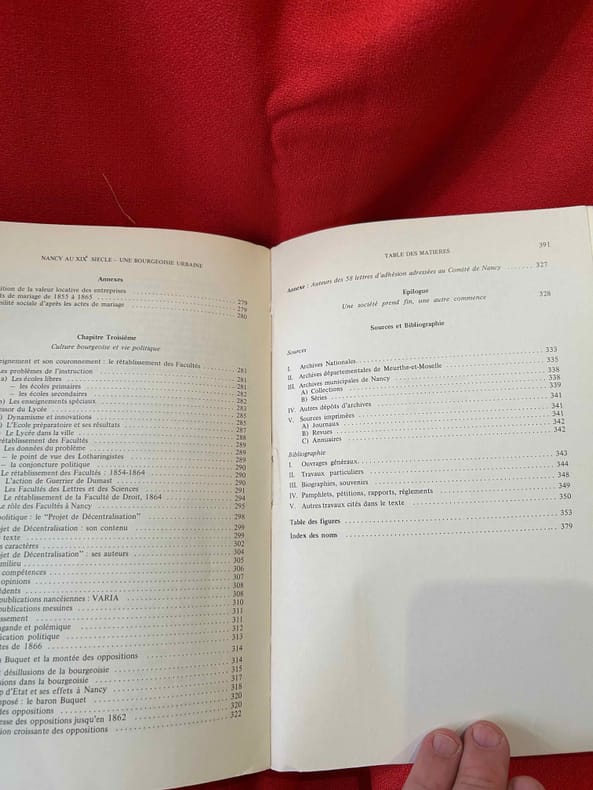 NANCY AU XIXe SIECLE – UNE BOURGEOISIE URBAINE
Annexes
ition de la valeur locative des entreprises
ts de mariage de 1855 à 1865 ........ 279
ilité sociale d'après les actes de mariage ........ 279
280
Chapitre Troisième
Culture bourgeoise et vie politique
eignement et son couronnement : le rétablissement des Facultés ........ 281
es problèmes de l'instruction ........ 281
a) Les écoles libres ........ 281
– les écoles primaires ........ 282
– les écoles secondaires ........ 282
b) Les enseignements spéciaux ........ 283
essor du Lycée ........ 285
) Dynamisme et innovations ........ 285
) L'Ecole préparatoire et ses résultats ........ 287
– Le Lycée dans la ville ........ 288
rétablissement des Facultés ........ 289
Les données du problème ........ 289
– le point de vue des Lotharingistes ........ 290
– la conjoncture politique ........ 290
Le rétablissement des Facultés : 1854-1864 ........ 290
L'action de Guerrier de Dumast ........ 291
Les Facultés des Lettres et des Sciences ........ 294
Le rétablissement de la Faculté de Droit, 1864 ........ 295
e rôle des Facultés à Nancy
politique : le "Projet de Décentralisation" ........ 298
jet de Décentralisation : son contenu ........ 299
texte ........ 299
s caractères ........ 302
ojet de Décentralisation" : ses auteurs ........ 304
milieu ........ 305
compétences ........ 306
opinions ........ 307
édents ........ 308
publications nancéiennes : VARIA ........ 308
publications messines ........ 310
issement ........ 311
agande et polémique ........ 311
ication politique ........ 312
tes de 1866 ........ 313
n Buquet et la montée des oppositions ........ 314
désillusions de la bourgeoisie ........ 314
sions dans la bourgeoisie ........ 315
p d'Etat et ses effets à Nancy ........ 317
mposé : le baron Buquet ........ 318
des oppositions ........ 320
esse des oppositions jusqu'en 1862 ........ 320
tion croissante des oppositions ........ 322
TABLE DES MATIERES 391
Annexe : Auteurs des 58 lettres d'adhésion adressées au Comité de Nancy ........ 327
Epilogue
Une société prend fin, une autre commence 328
Sources et Bibliographie
Sources
I. Archives Nationales ........ 333
II. Archives départementales de Meurthe-et-Moselle ........ 335
III. Archives municipales de Nancy ........ 338
A) Collections ........ 338
B) Séries ........ 339
IV. Autres dépôts d'archives ........ 341
V. Sources imprimées ........ 341
A) Journaux ........ 341
B) Revues ........ 342
C) Annuaires ........ 342
Bibliographie
I. Ouvrages généraux ........ 343
II. Travaux particuliers ........ 344
III. Biographies, souvenirs ........ 348
IV. Pamphlets, pétitions, rapports, règlements ........ 349
V. Autres travaux cités dans le texte ........ 350
Table des figures ........ 353
Index des noms ........ 379